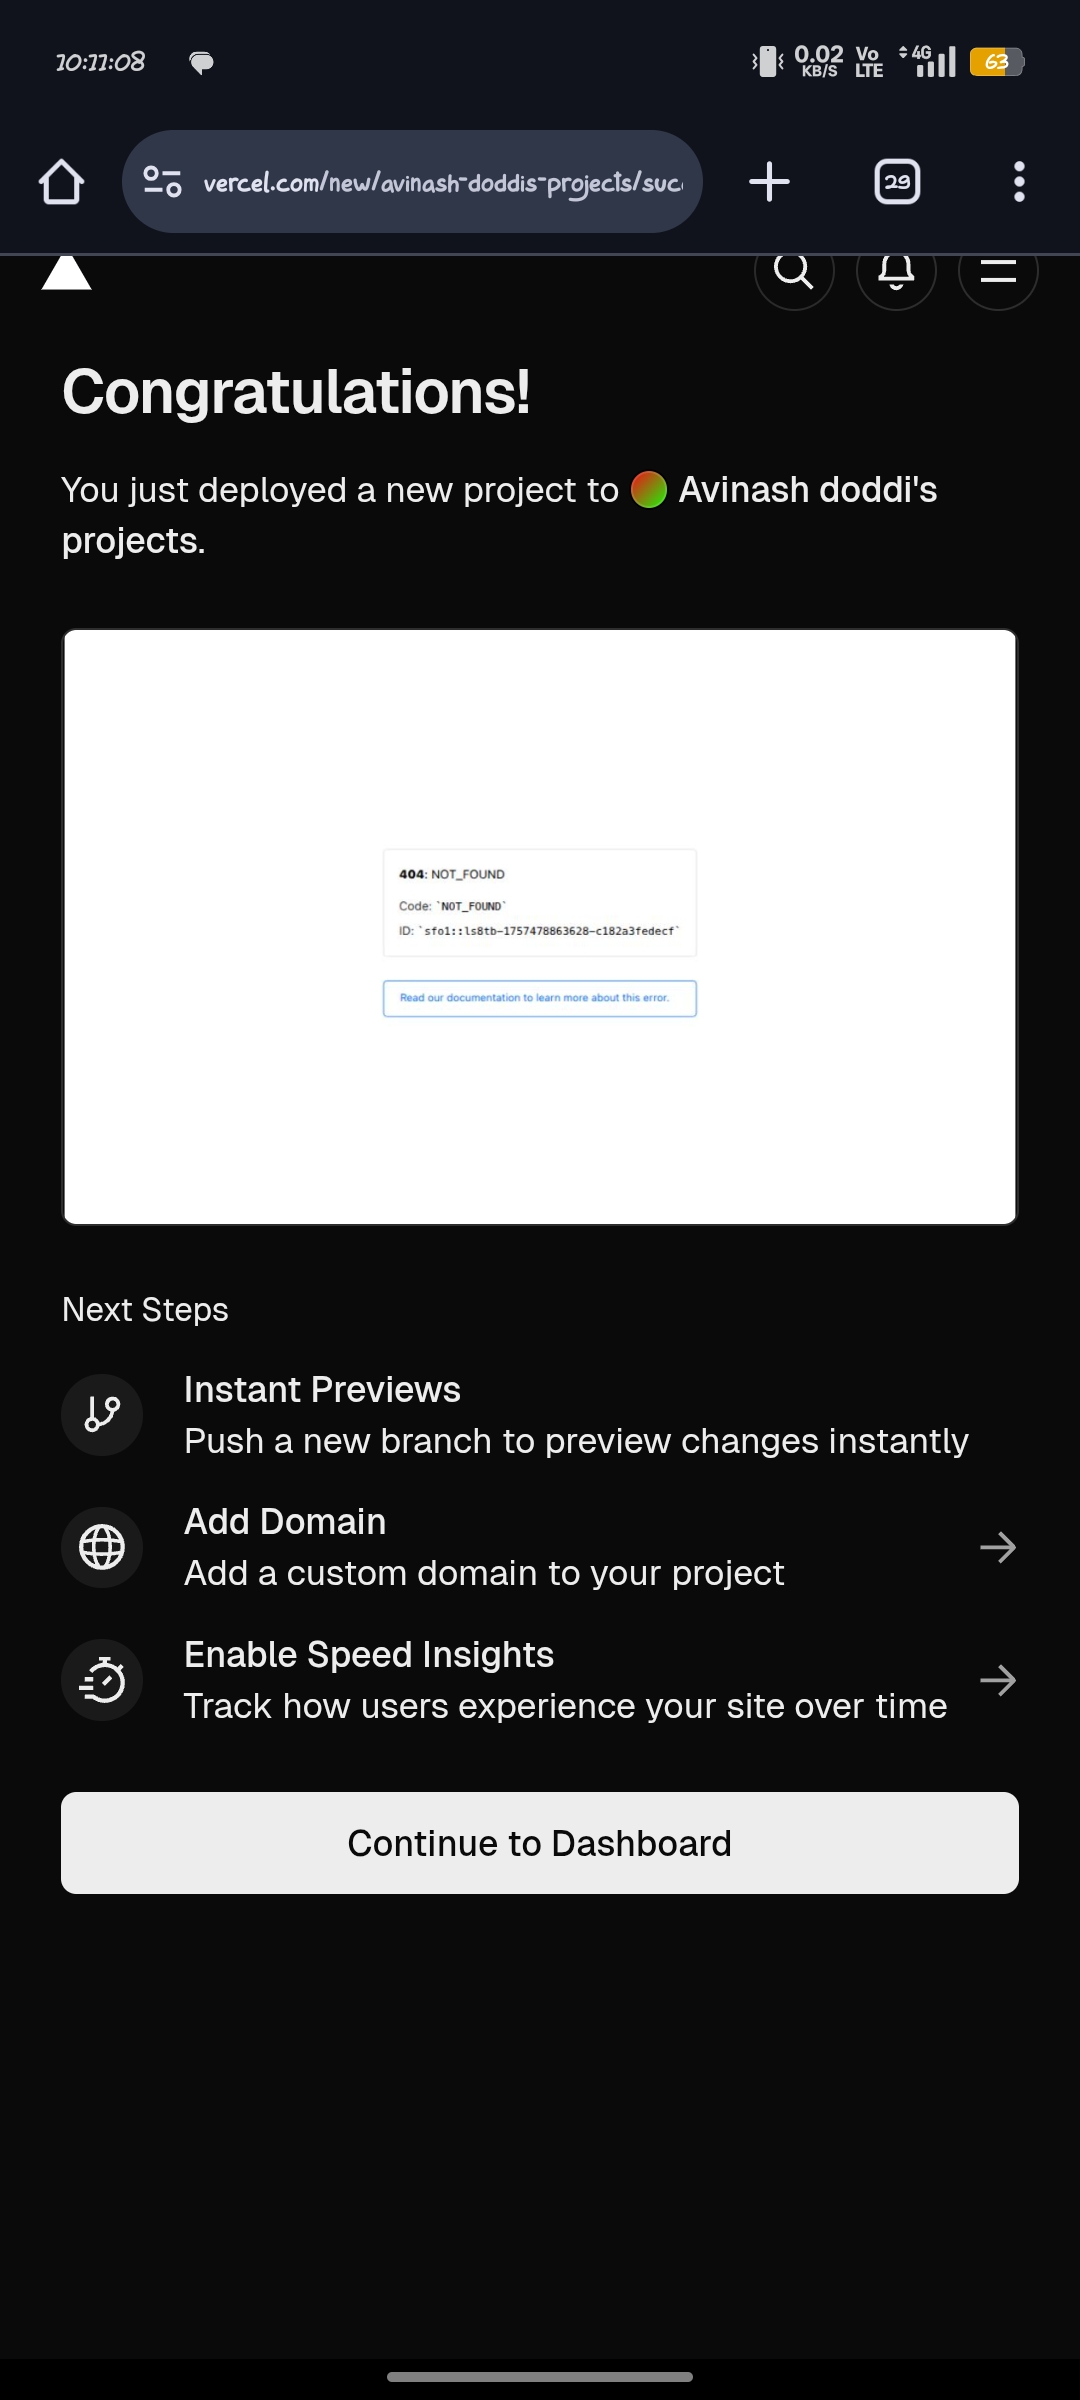 10:11:08
0.02 KB/S Vo LTE 4G 63
vercel.com/new/avinash-doddis-projects/suc
29
Congratulations!
You just deployed a new project to Avinash doddi's
projects.
404: NOT_FOUND
Code: `NOT_FOUND`
ID: `sfo1::ls8tb-1757478863628-c182a3fedecf`
Read our documentation to learn more about this error.
Next Steps
Instant Previews
Push a new branch to preview changes instantly
Add Domain
Add a custom domain to your project
Enable Speed Insights
Track how users experience your site over time
Continue to Dashboard